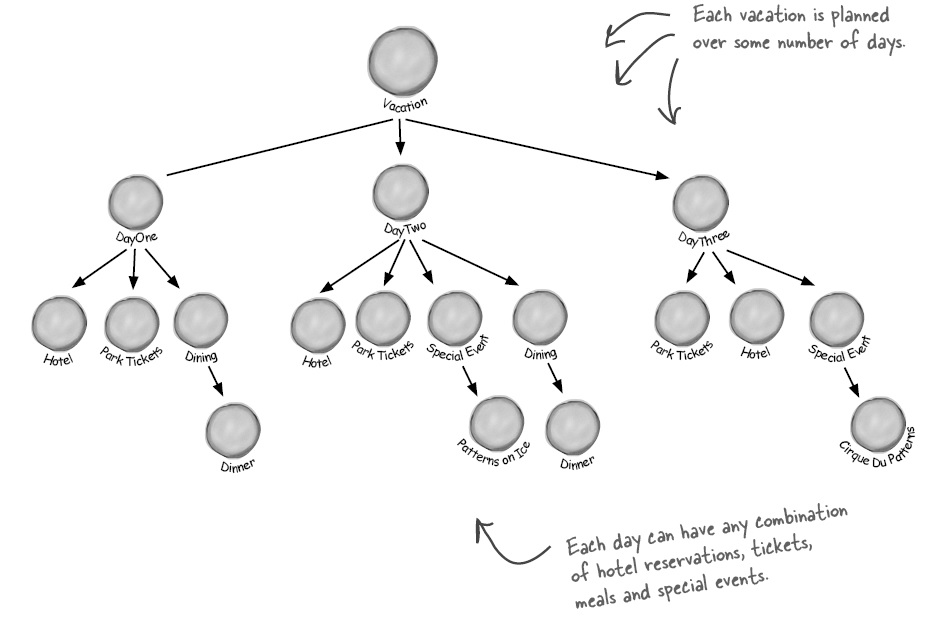 Each vacation is planned
over some number of days.
Vacation
DayOne
DayTwo
DayThree
Hotel
Park Tickets
Dining
Hotel
Park Tickets
Special Event
Dining
Park Tickets
Hotel
Special Event
Dinner
Patterns on Ice
Dinner
Cirque Du Patterns
Each day can have any combination
of hotel reservations, tickets,
meals and special events.